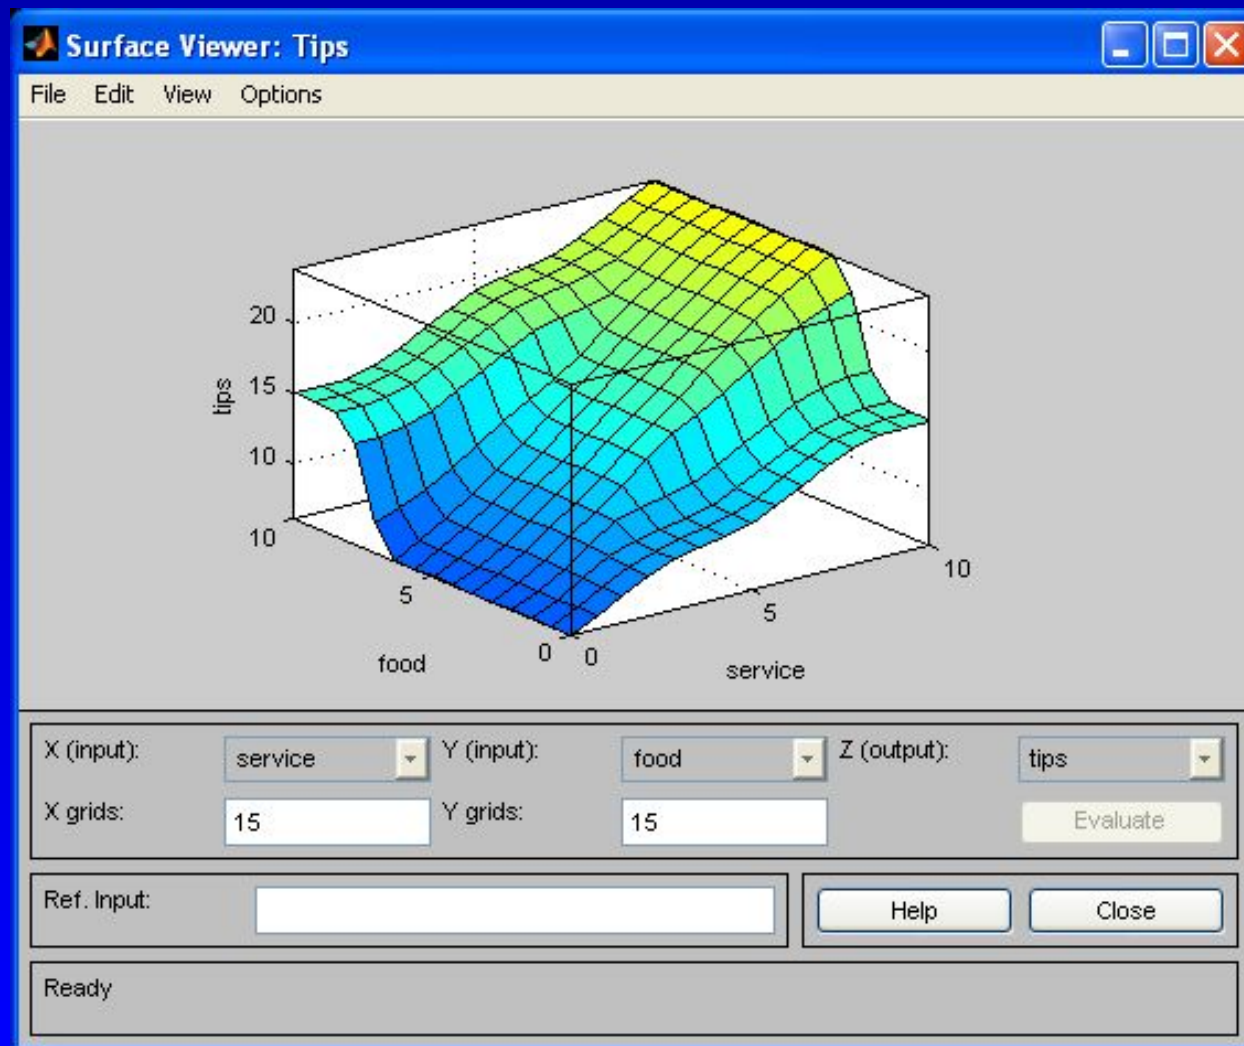 Surface Viewer: Tips
File Edit View Options
20
15
10
tips
10
5
0
food
0
5
10
service
X (input): service Y (input): food Z (output): tips
X grids: 15 Y grids: 15 Evaluate
Ref. Input: Help Close
Ready